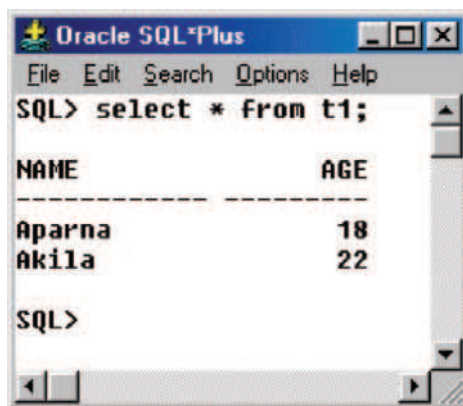 Oracle SQL*Plus
File Edit Search Options Help
SQL> select * from t1;
NAME AGE
------------ ---------
Aparna 18
Akila 22
SQL>